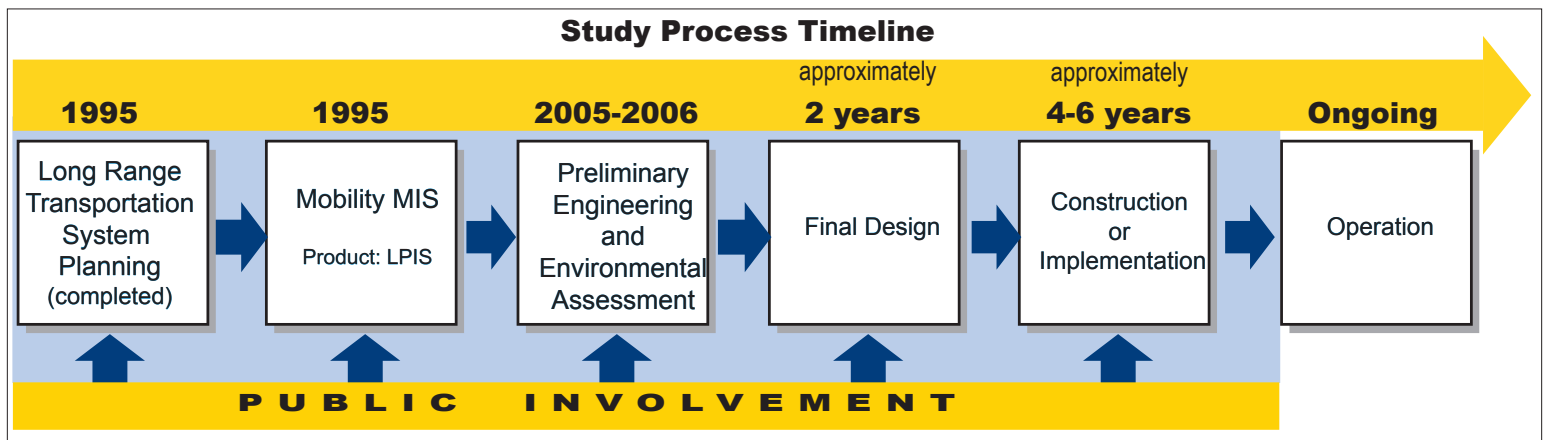 Study Process Timeline
1995
1995
2005-2006
approximately
2 years
approximately
4-6 years
Ongoing
Long Range
Transportation
System
Planning
(completed)
Mobility MIS
Product: LPIS
Preliminary
Engineering
and
Environmental
Assessment
Final Design
Construction
or
Implementation
Operation
PUBLIC INVOLVEMENT